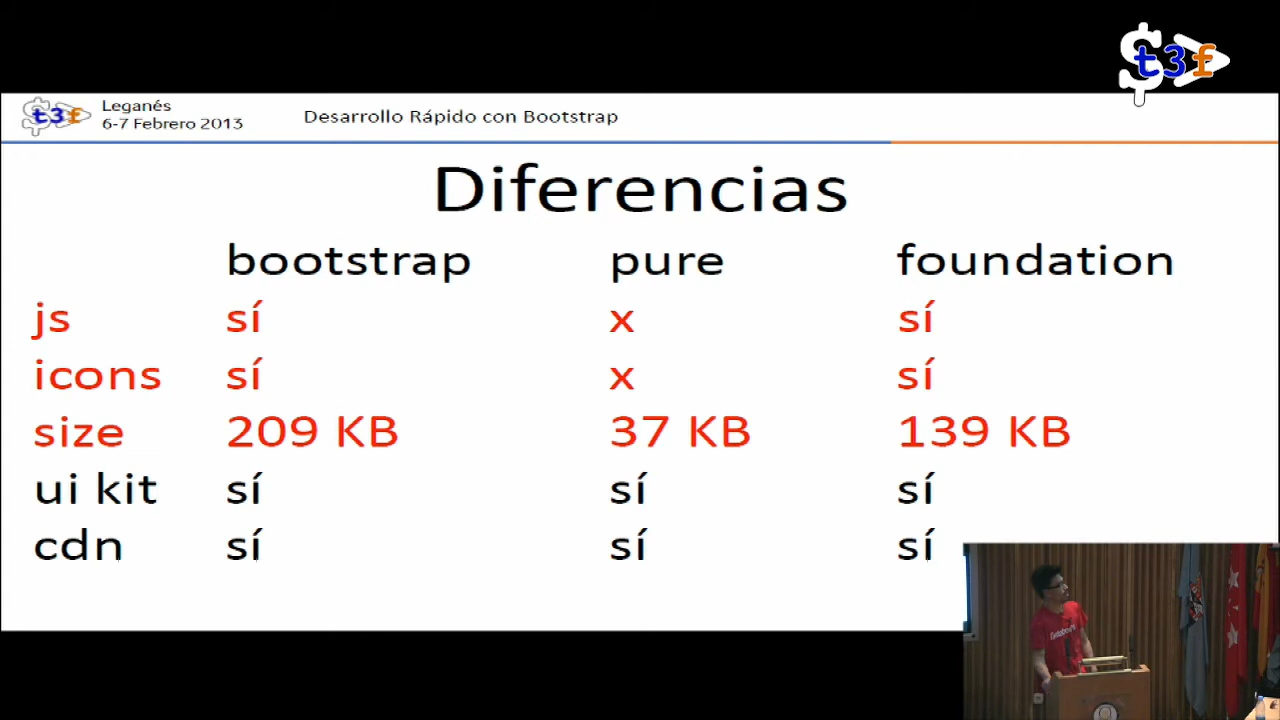 $t3f
Leganés
$t3f
6-7 Febrero 2013
Desarrollo Rápido con Bootstrap
Diferencias
bootstrap pure foundation
js sí x sí
icons sí x sí
size 209 KB 37 KB 139 KB
ui kit sí sí sí
cdn sí sí sí